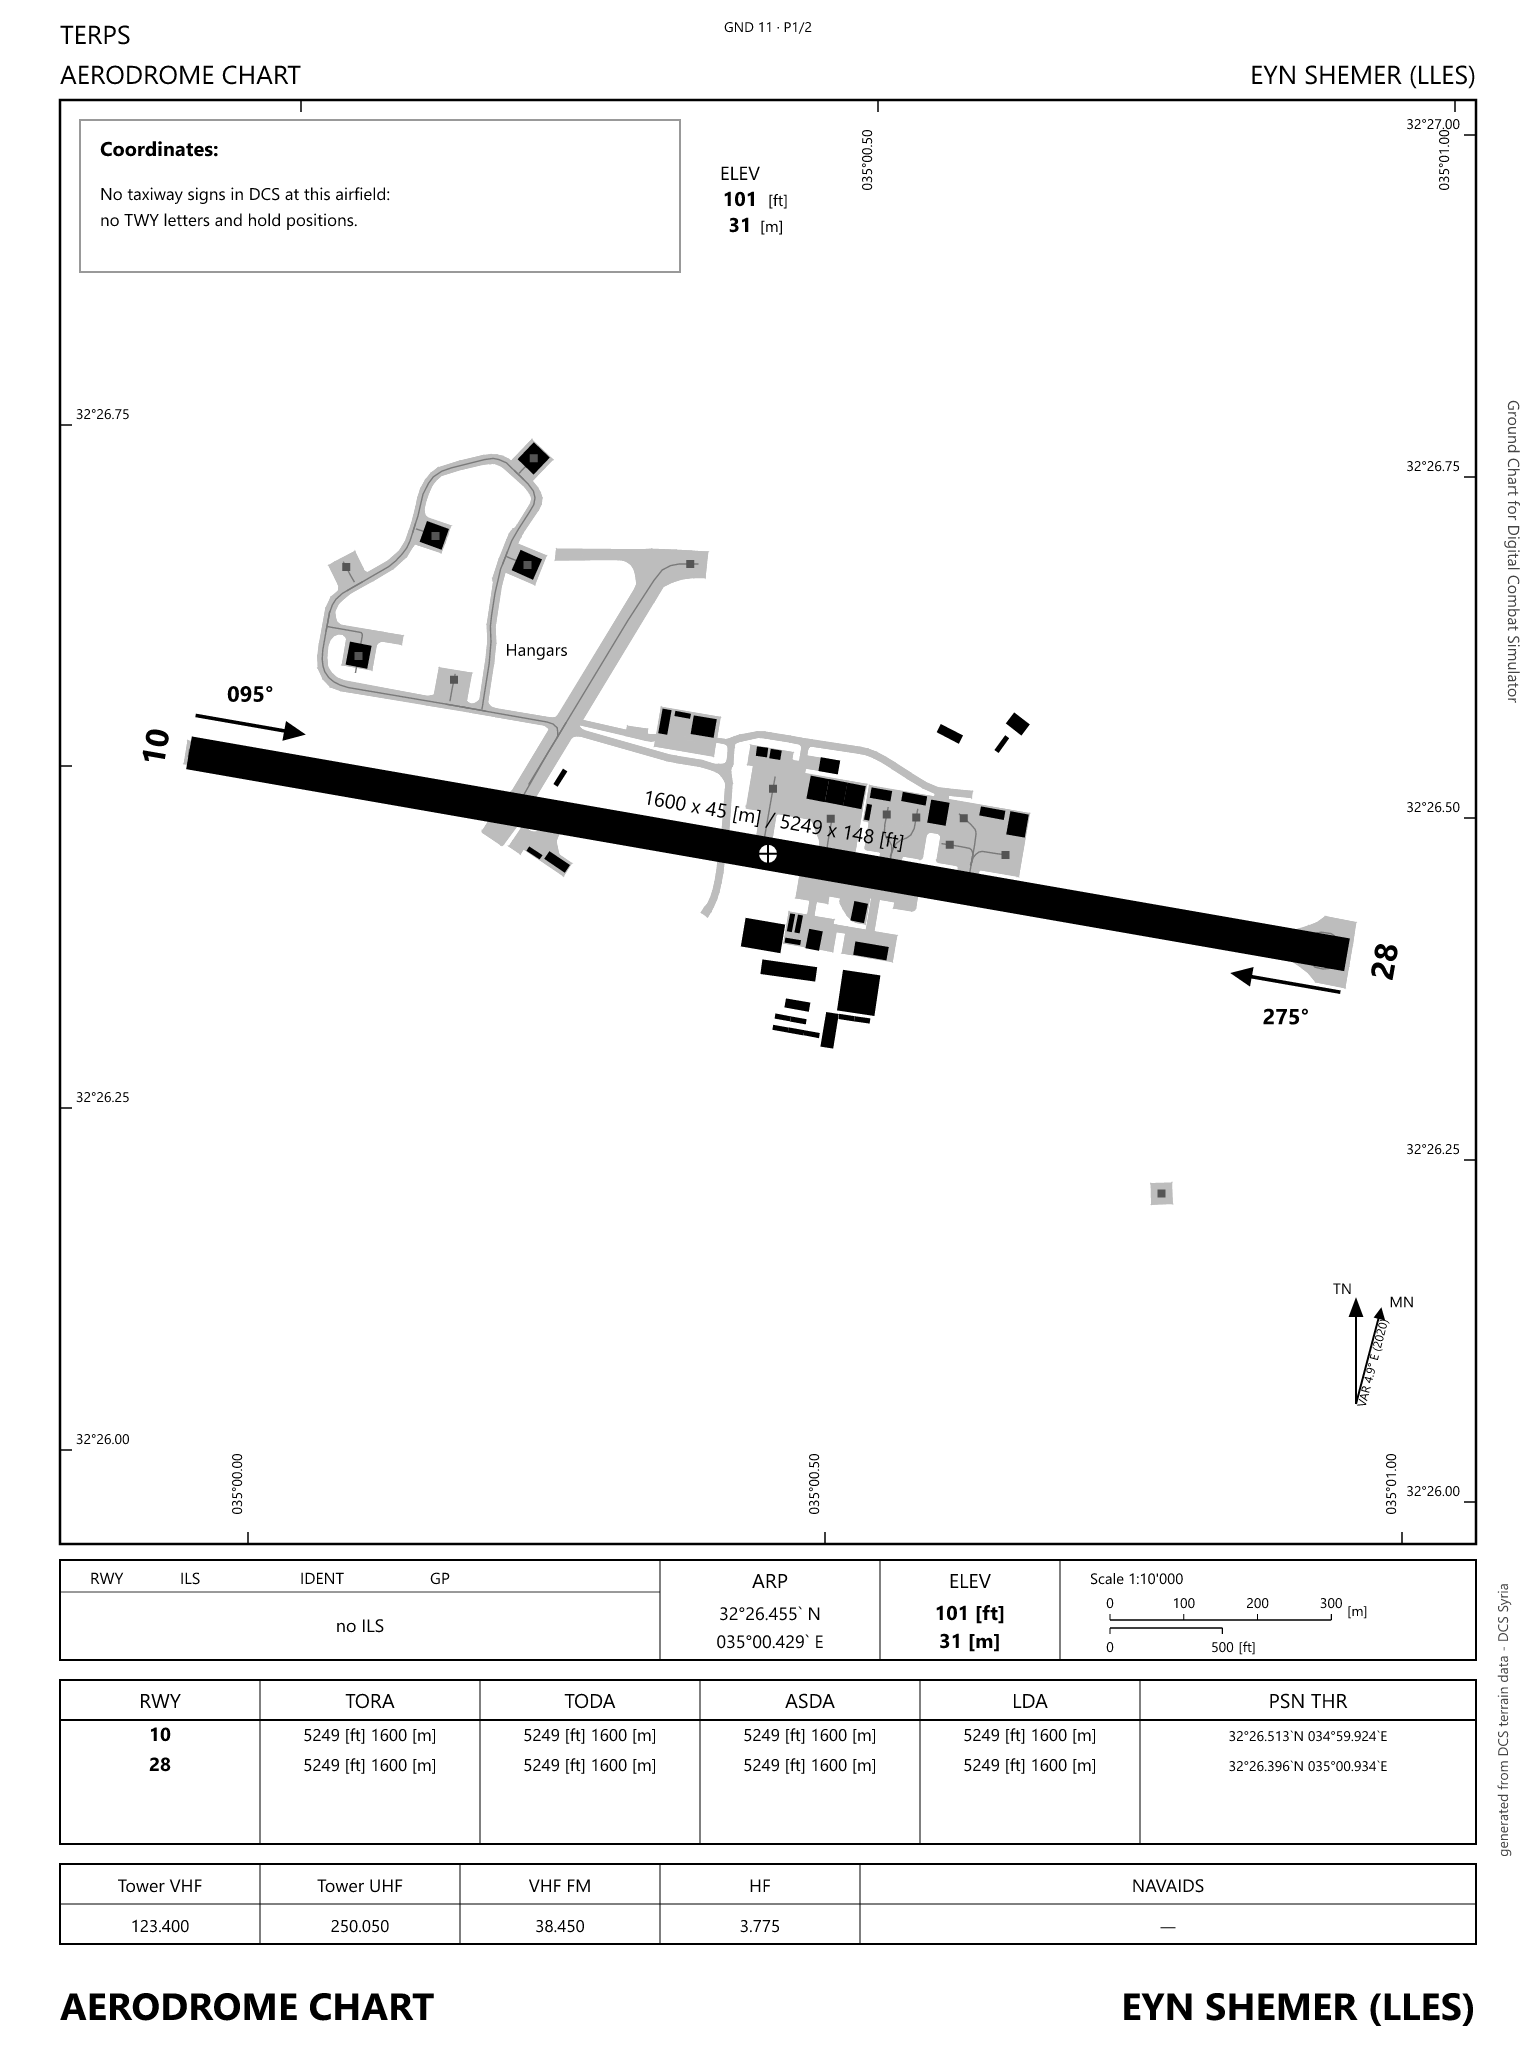 TERPS
GND 11 · P1/2
AERODROME CHART
EYN SHEMER (LLES)
Coordinates:
No taxiway signs in DCS at this airfield:
no TWY letters and hold positions.
ELEV
101 [ft]
31 [m]
035°00.50
32°27.00
035°01.00
32°26.75
32°26.75
Ground Chart for Digital Combat Simulator
Hangars
095°
10
1600 x 45 [m] / 5249 x 148 [ft]
32°26.50
28
275°
32°26.25
32°26.25
TN
MN
VAR 4.9° E (2020)
32°26.00
035°00.00
035°00.50
035°01.00
32°26.00
RWY ILS IDENT GP
no ILS
ARP
32°26.455` N
035°00.429` E
ELEV
101 [ft]
31 [m]
Scale 1:10'000
0 100 200 300 [m]
0 500 [ft]
generated from DCS terrain data - DCS Syria
RWY TORA TODA ASDA LDA PSN THR
10 5249 [ft] 1600 [m] 5249 [ft] 1600 [m] 5249 [ft] 1600 [m] 5249 [ft] 1600 [m] 32°26.513`N 034°59.924`E
28 5249 [ft] 1600 [m] 5249 [ft] 1600 [m] 5249 [ft] 1600 [m] 5249 [ft] 1600 [m] 32°26.396`N 035°00.934`E
Tower VHF Tower UHF VHF FM HF NAVAIDS
123.400 250.050 38.450 3.775 —
AERODROME CHART
EYN SHEMER (LLES)